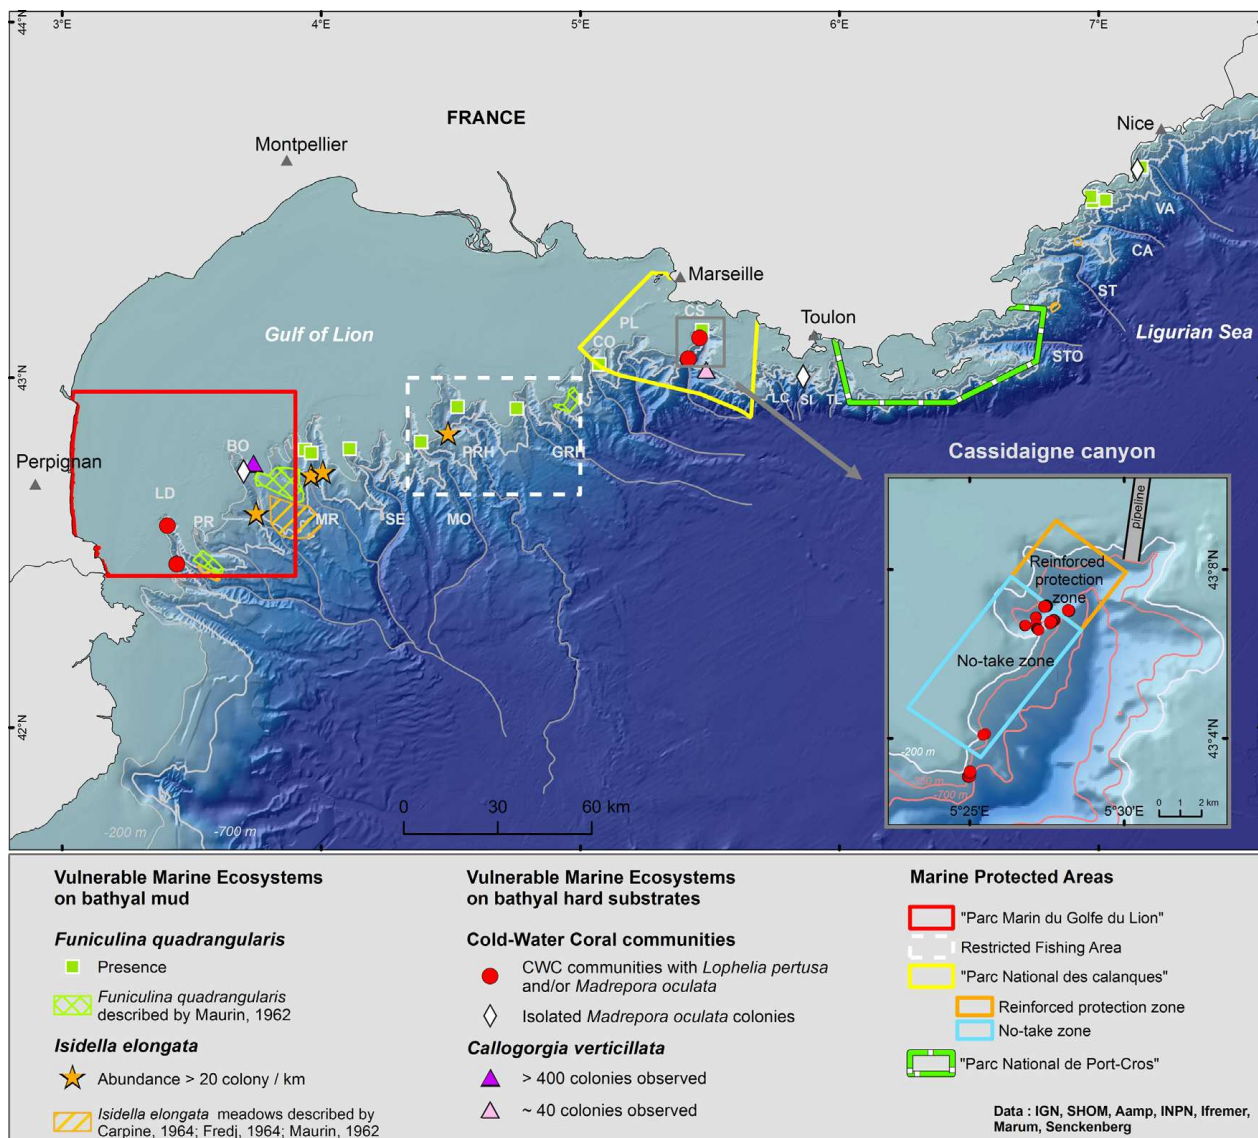 44°N
3°E
4°E
5°E
6°E
7°E
FRANCE
Montpellier
Nice
VA
CA
ST
Marseille
Toulon
Gulf of Lion
PL
CS
CO
Ligurian Sea
STO
43°N
LC
SI
TL
BO
Perpignan
PRH
GRH
Cassidaigne canyon
LD
PR
MR
SE
MO
pipeline
Reinforced
protection
zone
43°8'N
No-take zone
42°N
43°4'N
-200 m
-700 m
5°25'E
5°30'E
0 1 2 km
0 30 60 km
-200 m
-700 m
Vulnerable Marine Ecosystems
on bathyal mud
Funiculina quadrangularis
Presence
Funiculina quadrangularis
described by Maurin, 1962
Isidella elongata
Abundance > 20 colony / km
Isidella elongata meadows described by
Carpine, 1964; Fredj, 1964; Maurin, 1962
Vulnerable Marine Ecosystems
on bathyal hard substrates
Cold-Water Coral communities
CWC communities with Lophelia pertusa
and/or Madrepora oculata
Isolated Madrepora oculata colonies
Callogorgia verticillata
> 400 colonies observed
~ 40 colonies observed
Marine Protected Areas
"Parc Marin du Golfe du Lion"
Restricted Fishing Area
"Parc National des calanques"
Reinforced protection zone
No-take zone
"Parc National de Port-Cros"
Data : IGN, SHOM, Aamp, INPN, Ifremer,
Marum, Senckenberg